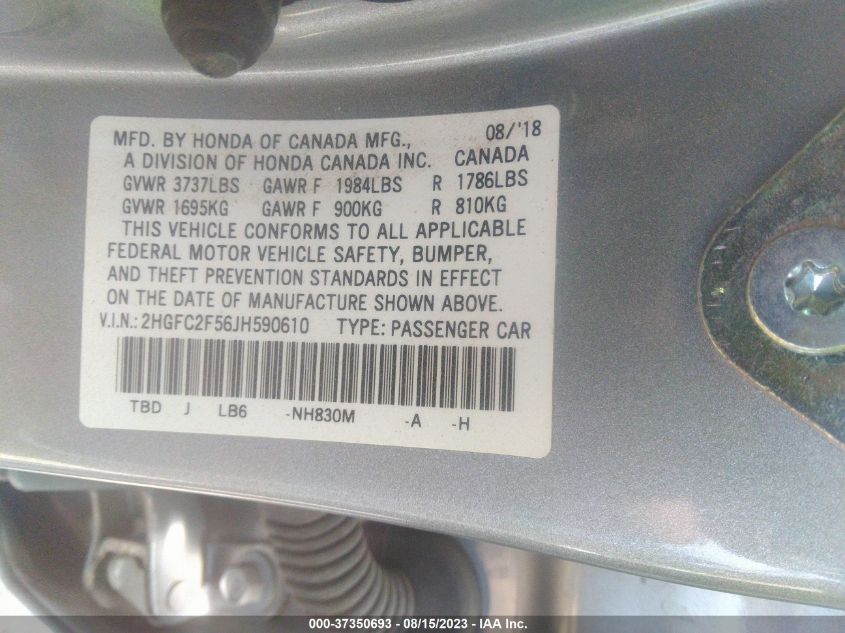 MFD. BY HONDA OF CANADA MFG., 08/'18
A DIVISION OF HONDA CANADA INC. CANADA
GVWR 3737LBS GAWR F 1984LBS R 1786LBS
GVWR 1695KG GAWR F 900KG R 810KG
THIS VEHICLE CONFORMS TO ALL APPLICABLE
FEDERAL MOTOR VEHICLE SAFETY, BUMPER,
AND THEFT PREVENTION STANDARDS IN EFFECT
ON THE DATE OF MANUFACTURE SHOWN ABOVE.
V.I.N.: 2HGFC2F56JH590610 TYPE: PASSENGER CAR
TBD J LB6 -NH830M -A -H
000-37350693 - 08/15/2023 - IAA Inc.